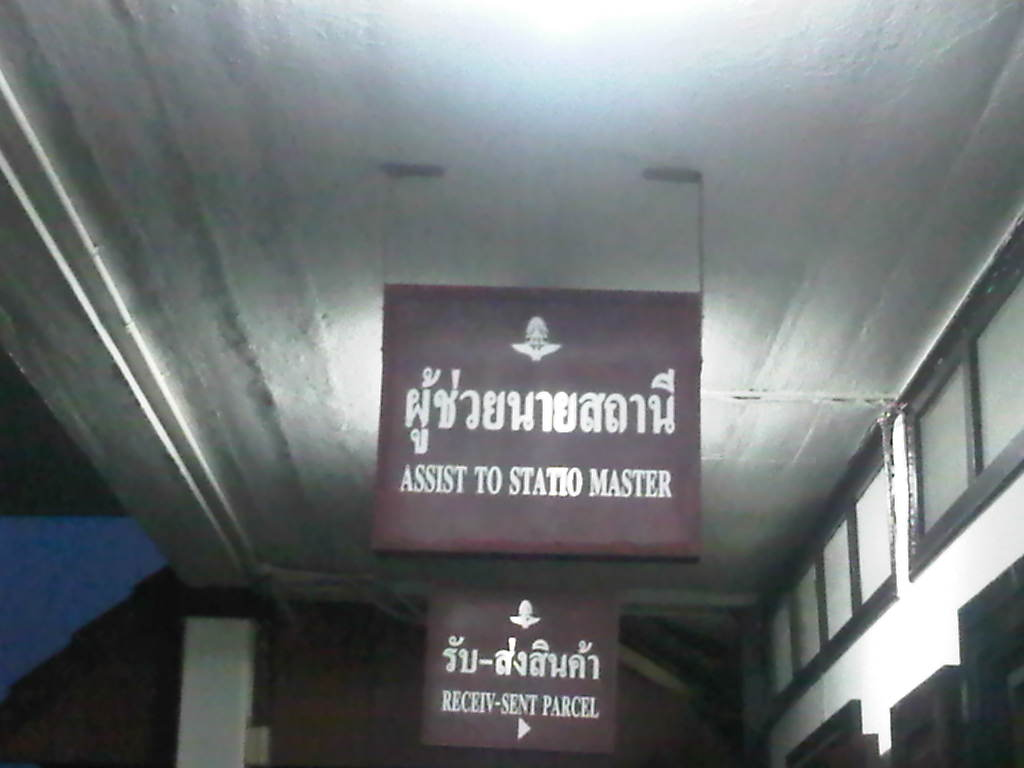 ผู้ช่วยนายสถานี
ASSIST TO STATIO MASTER
รับ-ส่งสินค้า
RECEIV-SENT PARCEL